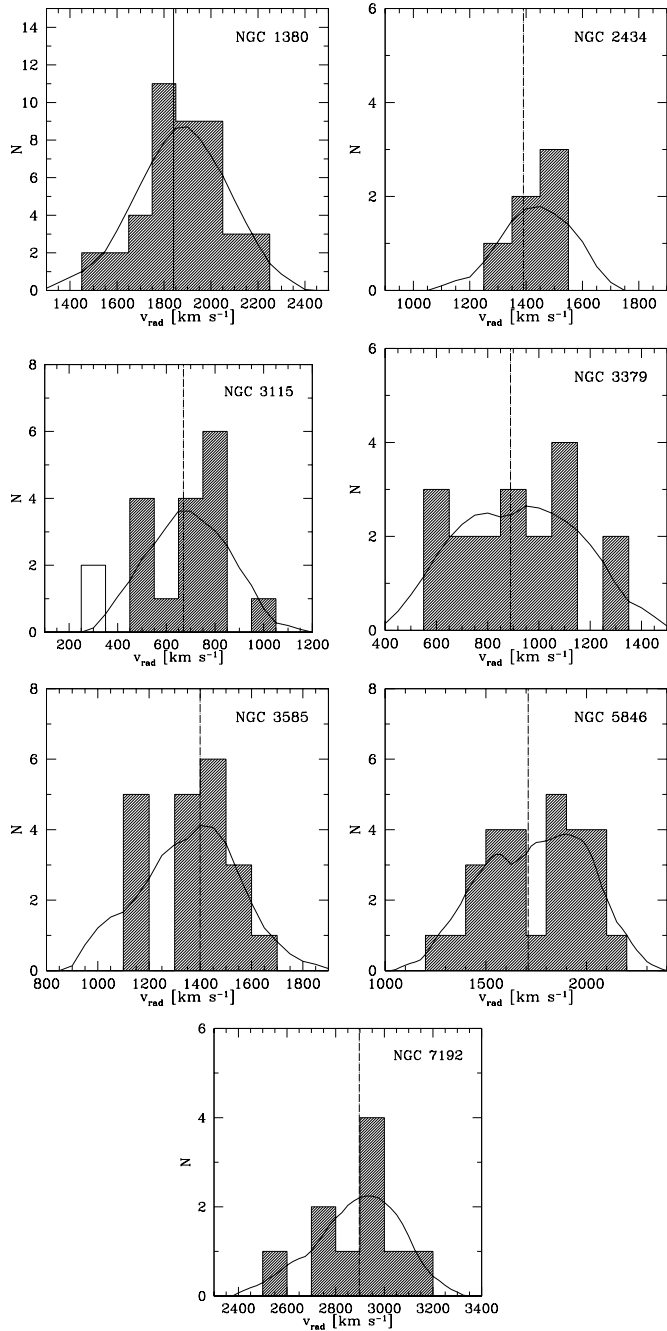 NGC 1380
14
12
10
8
6
4
2
0
N
1400 1600 1800 2000 2200
v_rad [km s⁻¹]
NGC 2434
6
4
2
0
N
1000 1200 1400 1600 1800
v_rad [km s⁻¹]
NGC 3115
8
6
4
2
0
N
200 400 600 800 1000 1200
v_rad [km s⁻¹]
NGC 3379
6
4
2
0
N
400 600 800 1000 1200 1400
v_rad [km s⁻¹]
NGC 3585
8
6
4
2
0
N
800 1000 1200 1400 1600 1800
v_rad [km s⁻¹]
NGC 5846
8
6
4
2
0
N
1000 1500 2000
v_rad [km s⁻¹]
NGC 7192
6
4
2
0
N
2400 2600 2800 3000 3200 3400
v_rad [km s⁻¹]